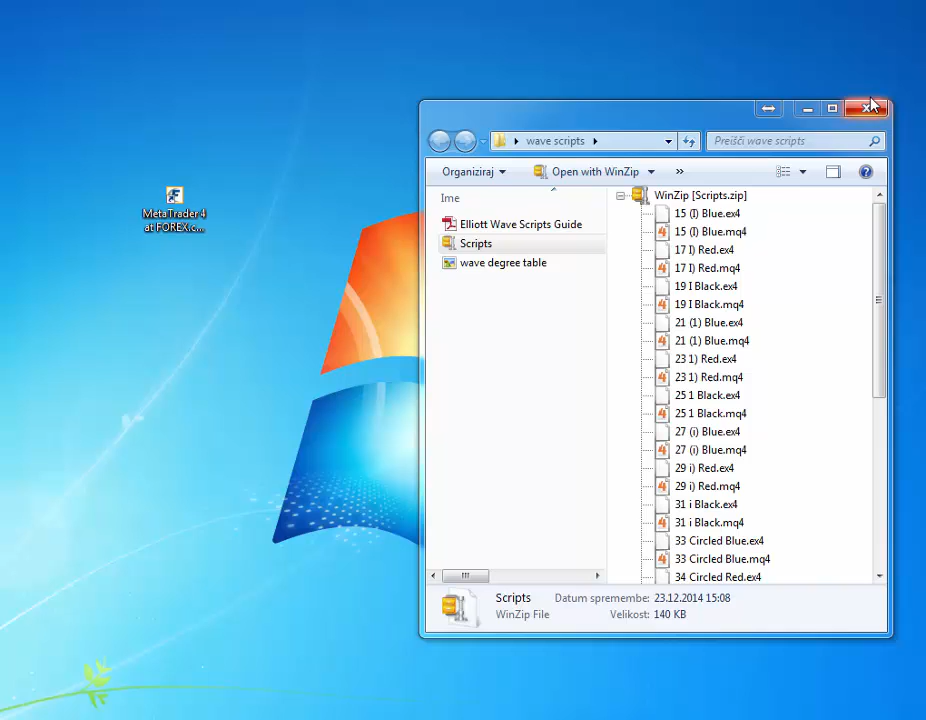 MetaTrader 4
at FOREX.c...
wave scripts
Preišči wave scripts
Organiziraj
Open with WinZip
»
Ime
Elliott Wave Scripts Guide
Scripts
wave degree table
WinZip [Scripts.zip]
15 (I) Blue.ex4
15 (I) Blue.mq4
17 I) Red.ex4
17 I) Red.mq4
19 I Black.ex4
19 I Black.mq4
21 (1) Blue.ex4
21 (1) Blue.mq4
23 1) Red.ex4
23 1) Red.mq4
25 1 Black.ex4
25 1 Black.mq4
27 (i) Blue.ex4
27 (i) Blue.mq4
29 i) Red.ex4
29 i) Red.mq4
31 i Black.ex4
31 i Black.mq4
33 Circled Blue.ex4
33 Circled Blue.mq4
34 Circled Red.ex4
Scripts Datum spremembe: 23.12.2014 15:08
WinZip File Velikost: 140 KB